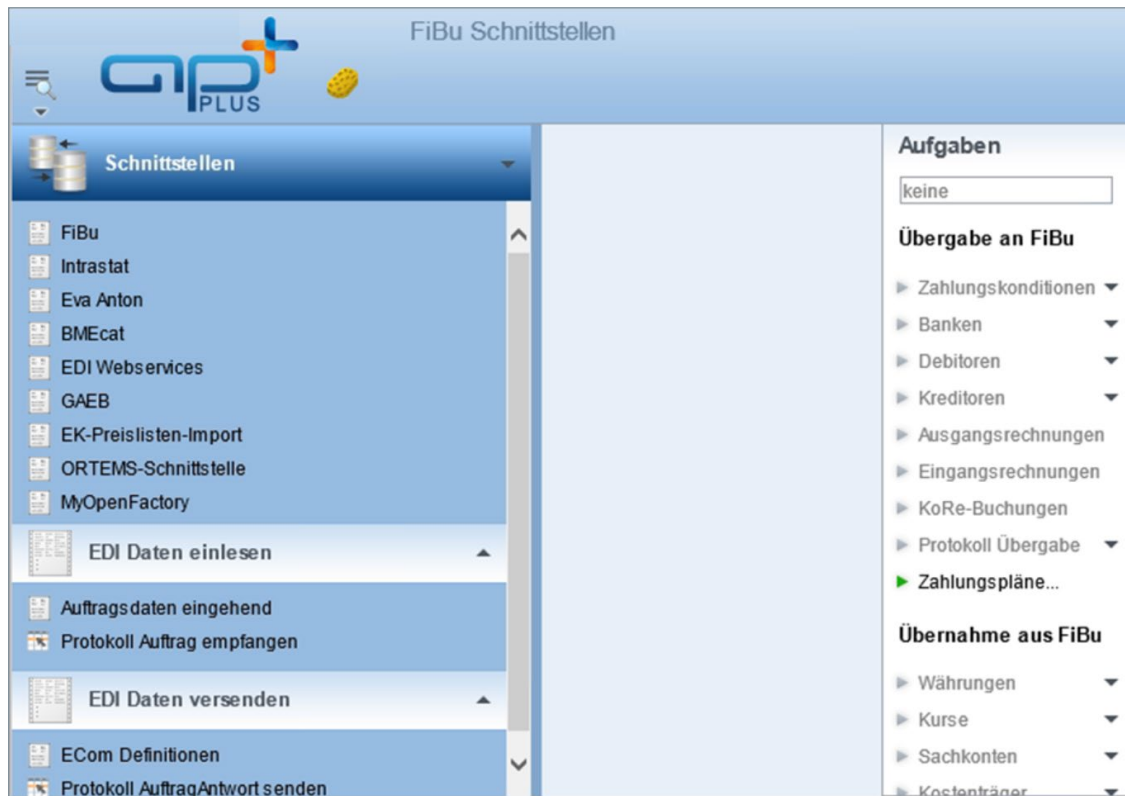 FiBu Schnittstellen
ap+
PLUS
Schnittstellen
FiBu
Intrastat
Eva Anton
BMEcat
EDI Webservices
GAEB
EK-Preislisten-Import
ORTEMS-Schnittstelle
MyOpenFactory
EDI Daten einlesen
Auftragsdaten eingehend
Protokoll Auftrag empfangen
EDI Daten versenden
ECom Definitionen
Protokoll AuftragAntwort senden
Aufgaben
keine
Übergabe an FiBu
Zahlungskonditionen
Banken
Debitoren
Kreditoren
Ausgangsrechnungen
Eingangsrechnungen
KoRe-Buchungen
Protokoll Übergabe
Zahlungspläne...
Übernahme aus FiBu
Währungen
Kurse
Sachkonten
Kostenträger